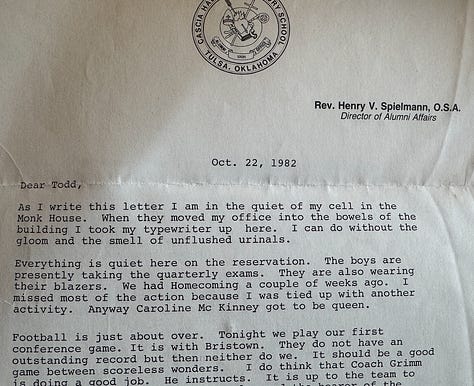 CASCIA HALL
SCHOOL
TULSA, OKLAHOMA
Rev. Henry V. Spielmann, O.S.A.
Director of Alumni Affairs
Oct. 22, 1982
Dear Todd,
As I write this letter I am in the quiet of my cell in the
Monk House. When they moved my office into the bowels of the
building I took my typewriter up here. I can do without the
gloom and the smell of unflushed urinals.
Everything is quiet here on the reservation. The boys are
presently taking the quarterly exams. They are also wearing
their blazers. We had Homecoming a couple of weeks ago. I
missed most of the action because I was tied up with another
activity. Anyway Caroline Mc Kinney got to be queen.
Football is just about over. Tonight we play our first
conference game. It is with Bristown. They do not have an
outstanding record but then neither do we. It should be a good
game between scoreless wonders. I do think that Coach Grimm
is doing a good job. He instructs. It is up to the team to